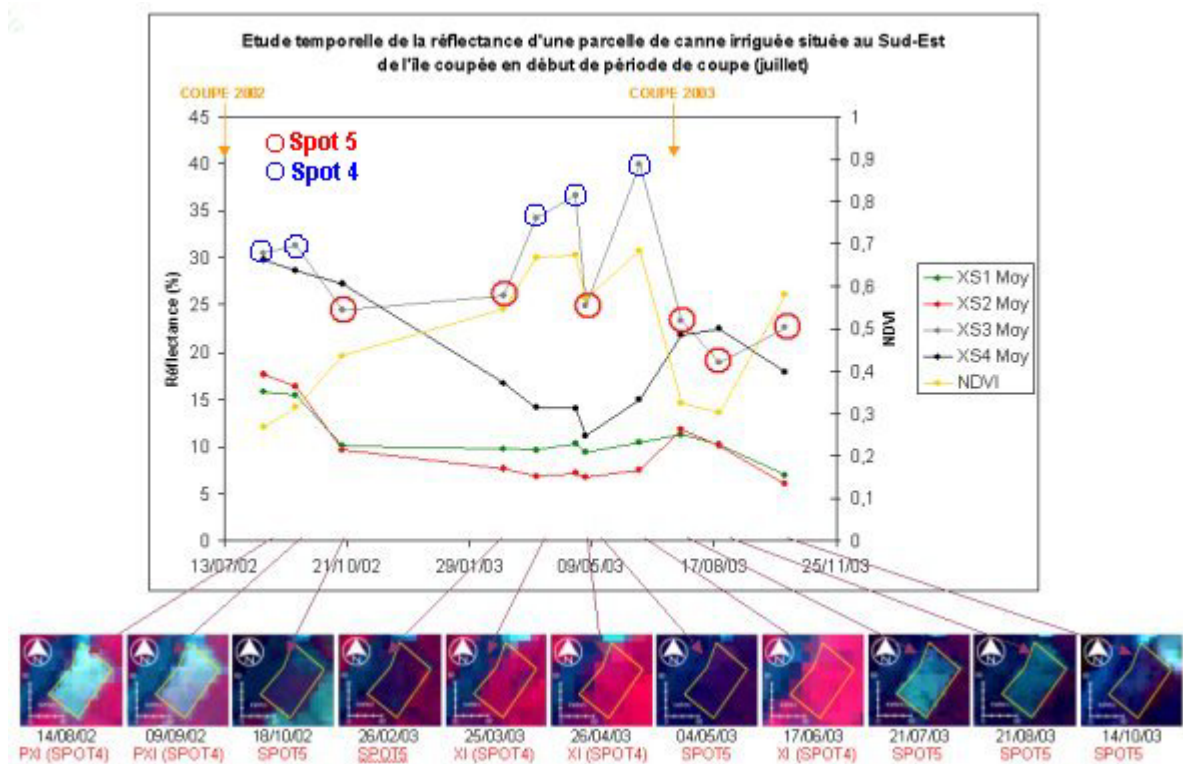 Etude temporelle de la réflectance d'une parcelle de canne irriguée située au Sud-Est
de l'île coupée en début de période de coupe (juillet)
COUPE 2002
COUPE 2003
Spot 5
Spot 4
Réflectance (%)
45
40
35
30
25
20
15
10
5
0
NDVI
1
0,9
0,8
0,7
0,6
0,5
0,4
0,3
0,2
0,1
0
XS1 Moy
XS2 Moy
XS3 Moy
XS4 Moy
NDVI
13/07/02 21/10/02 29/01/03 09/05/03 17/08/03 25/11/03
N N N N N N N N N N N
14/08/02 09/09/02 18/10/02 26/02/03 25/03/03 26/04/03 04/05/03 17/06/03 21/07/03 21/08/03 14/10/03
PXI (SPOT4) PXI (SPOT4) SPOT5 SPOT5 XI (SPOT4) XI (SPOT4) SPOT5 XI (SPOT4) SPOT5 SPOT5 SPOT5